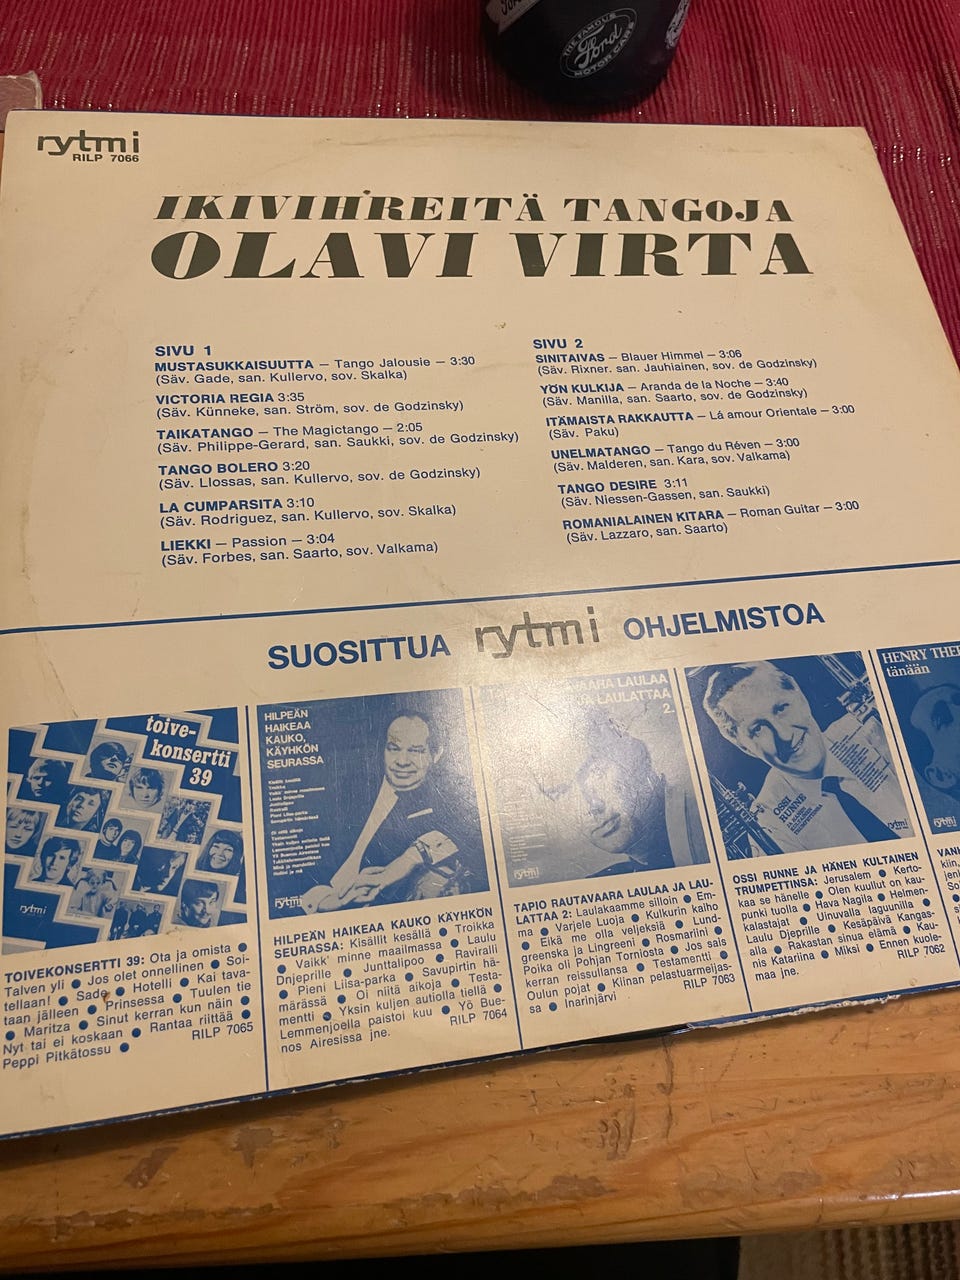 THE FAMOUS
Ford
MOTOR CARS
rytmi
RILP 7066
IKIVIHREITÄ TANGOJA
OLAVI VIRTA
SIVU 1
MUSTASUKKAISUUTTA — Tango Jalousie — 3:30
(Säv. Gade, san. Kullervo, sov. Skalka)
VICTORIA REGIA 3:35
(Säv. Künneke, san. Ström, sov. de Godzinsky)
TAIKATANGO — The Magictango — 2:05
(Säv. Philippe-Gerard, san. Saukki, sov. de Godzinsky)
TANGO BOLERO 3:20
(Säv. Llossas, san. Kullervo, sov. de Godzinsky)
LA CUMPARSITA 3:10
(Säv. Rodriguez, san. Kullervo, sov. Skalka)
LIEKKI — Passion — 3:04
(Säv. Forbes, san. Saarto, sov. Valkama)
SIVU 2
SINITAIVAS — Blauer Himmel — 3:06
(Säv. Rixner. san. Jauhiainen, sov. de Godzinsky)
YÖN KULKIJA — Aranda de la Noche — 3:40
(Säv. Manilla, san. Saarto, sov. de Godzinsky)
ITÄMAISTA RAKKAUTTA — Lá amour Orientale — 3:00
(Säv. Paku)
UNELMATANGO — Tango du Réven — 3:00
(Säv. Malderen, san. Kara, sov. Valkama)
TANGO DESIRE 3:11
(Säv. Niessen-Gassen, san. Saukki)
ROMANIALAINEN KITARA — Roman Guitar — 3:00
(Säv. Lazzaro, san. Saarto)
SUOSITTUA rytmi OHJELMISTOA
toive-
konsertti
39
rytmi
TOIVEKONSERTTI 39: Ota ja omista ●
Talven yli ● Jos olet onnellinen ● Soi-
tellaan! ● Sade ● Hotelli ● Kai tava-
taan jälleen ● Prinsessa ● Tuulen tie
● Maritza ● Sinut kerran kun näin ●
Nyt tai ei koskaan ● Rantaa riittää ●
Peppi Pitkätossu ● RILP 7065
HILPEÄN
HAIKEAA
KAUKO,
KÄYHKÖN
SEURASSA
rytmi
HILPEÄN HAIKEAA KAUKO KÄYHKÖN
SEURASSA: Kisällit kesällä ● Troikka
● Vaikk' minne maailmassa ● Laulu
Dnjeprille ● Junttalipoo ● Raviralli
● Pieni Liisa-parka ● Savupirtin hä-
märässä ● Oi niitä aikoja ● Testa-
mentti ● Yksin kuljen autiolla tiellä ●
Lemmenjoella paistoi kuu ● Yö Bue-
nos Airesissa jne. RILP 7064
VAARA LAULAA
JA LAULATTAA
2.
rytmi
TAPIO RAUTAVAARA LAULAA JA LAU-
LATTAA 2: Laulakaamme silloin ● Em-
ma ● Varjele Luoja ● Kulkurin kaiho
● Eikä me olla veljeksiä ● Lund-
greenska ja Lingreeni ● Rosmariini ●
Poika oli Pohjan Torniosta ● Jos sais
kerran reissullansa ● Testamentti ●
Oulun pojat ● Kiinan pelastusarmeijas-
sa ● Inarinjärvi RILP 7063
OSSI
RUNNE
rytmi
OSSI RUNNE JA HÄNEN KULTAINEN
TRUMPETTINSA: Jerusalem ● Kerto-
kaa se hänelle ● Olen kuullut on kau-
punki tuolla ● Hava Nagila ● Helmen-
kalastaja ● Uinuvalla laguunilla ●
Laulu Djeprille ● Kesäpäivä Kangas-
alla ● Rakastan sinua elämä ● Kau-
nis Katariina ● Miksi ● Ennen kuole-
maa jne. RILP 7062
HENRY THE
tänään
rytmi